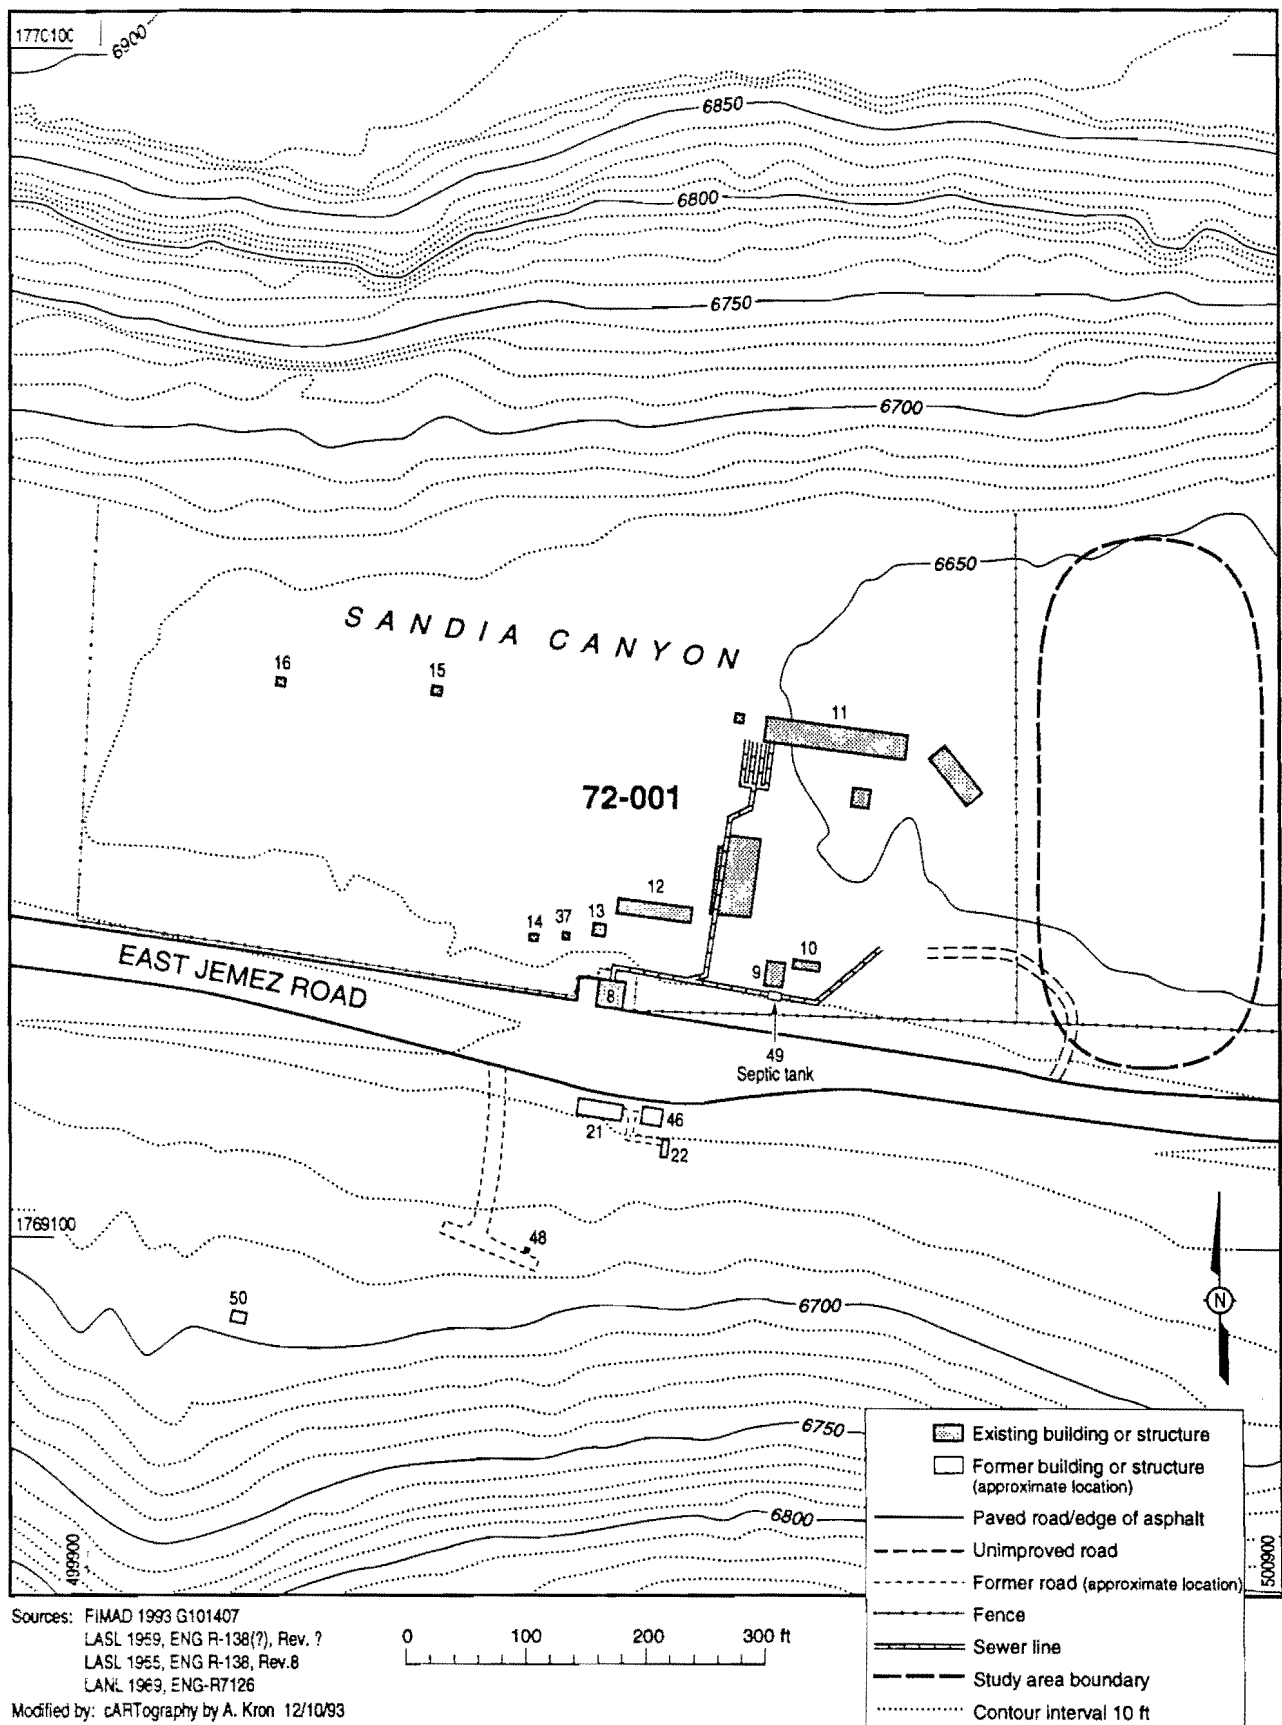 1770100
6900
6850
6800
6750
6700
6650
SANDIA CANYON
16
15
11
72-001
12
14
37
13
10
9
8
EAST JEMEZ ROAD
49
Septic tank
21
46
22
1769100
48
50
6700
6750
6800
499900
500900
N
Existing building or structure
Former building or structure
(approximate location)
Paved road/edge of asphalt
Unimproved road
Former road (approximate location)
Fence
Sewer line
Study area boundary
Contour interval 10 ft
Sources: FIMAD 1993 G101407
LASL 1959, ENG R-138(?), Rev. ?
LASL 1955, ENG R-138, Rev.8
LANL 1969, ENG-R7126
Modified by: cARTography by A. Kron 12/10/93
0 100 200 300 ft